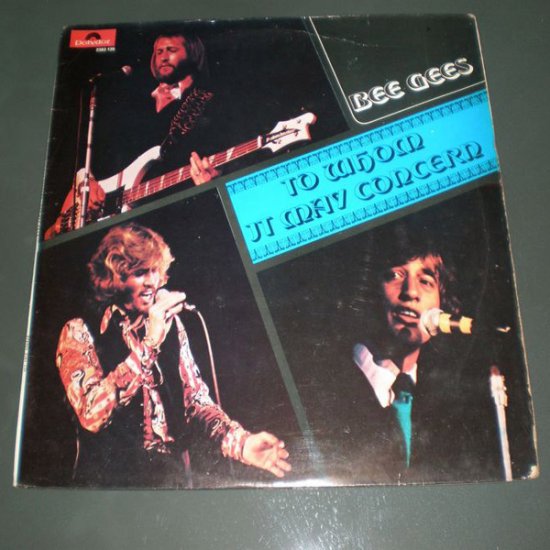 Polydor
BEE GEES
TO WHOM
IT MAY CONCERN